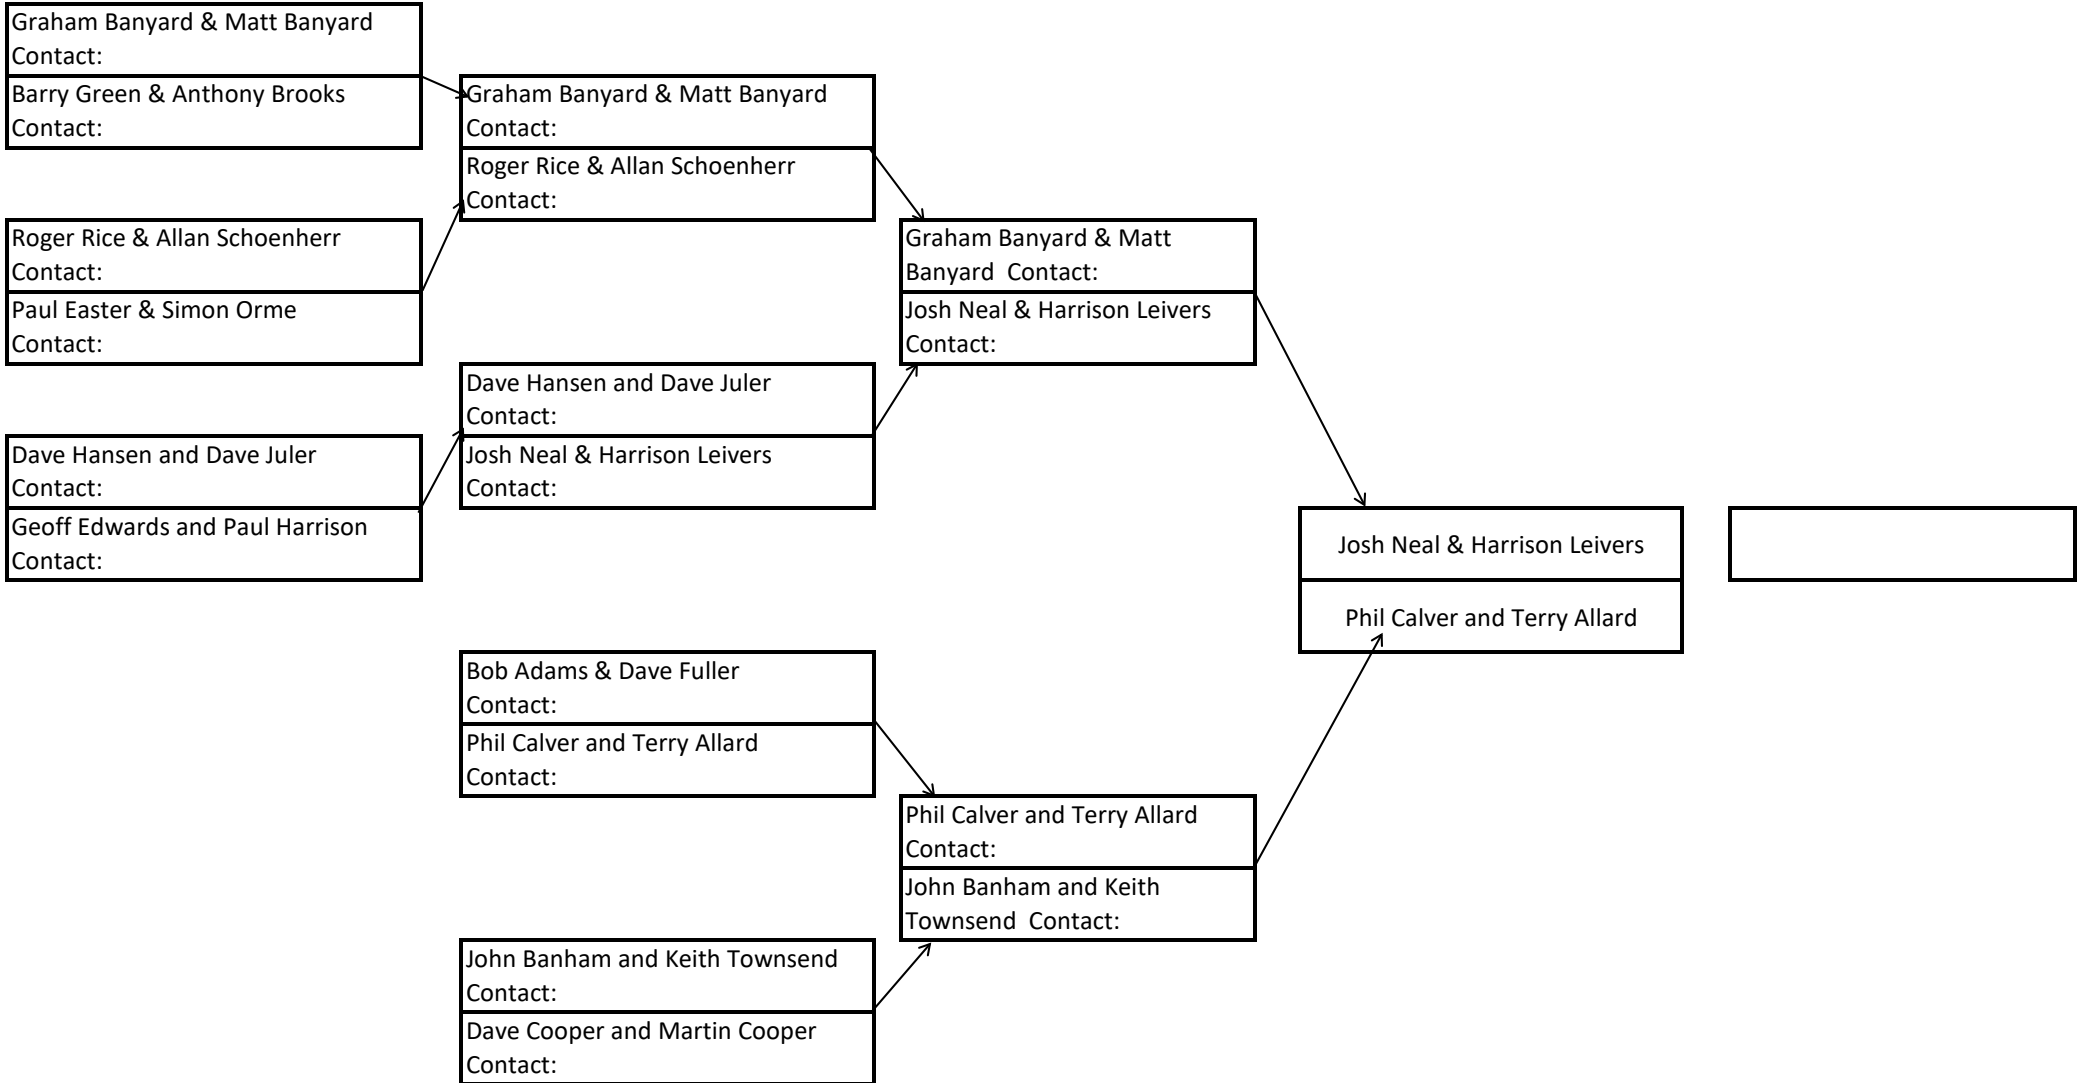 Graham Banyard & Matt Banyard
Contact:
Barry Green & Anthony Brooks
Contact:
Roger Rice & Allan Schoenherr
Contact:
Paul Easter & Simon Orme
Contact:
Dave Hansen and Dave Juler
Contact:
Geoff Edwards and Paul Harrison
Contact:
Graham Banyard & Matt Banyard
Contact:
Roger Rice & Allan Schoenherr
Contact:
Dave Hansen and Dave Juler
Contact:
Josh Neal & Harrison Leivers
Contact:
Bob Adams & Dave Fuller
Contact:
Phil Calver and Terry Allard
Contact:
John Banham and Keith Townsend
Contact:
Dave Cooper and Martin Cooper
Contact:
Graham Banyard & Matt
Banyard  Contact:
Josh Neal & Harrison Leivers
Contact:
Phil Calver and Terry Allard
Contact:
John Banham and Keith
Townsend  Contact:
Josh Neal & Harrison Leivers
Phil Calver and Terry Allard